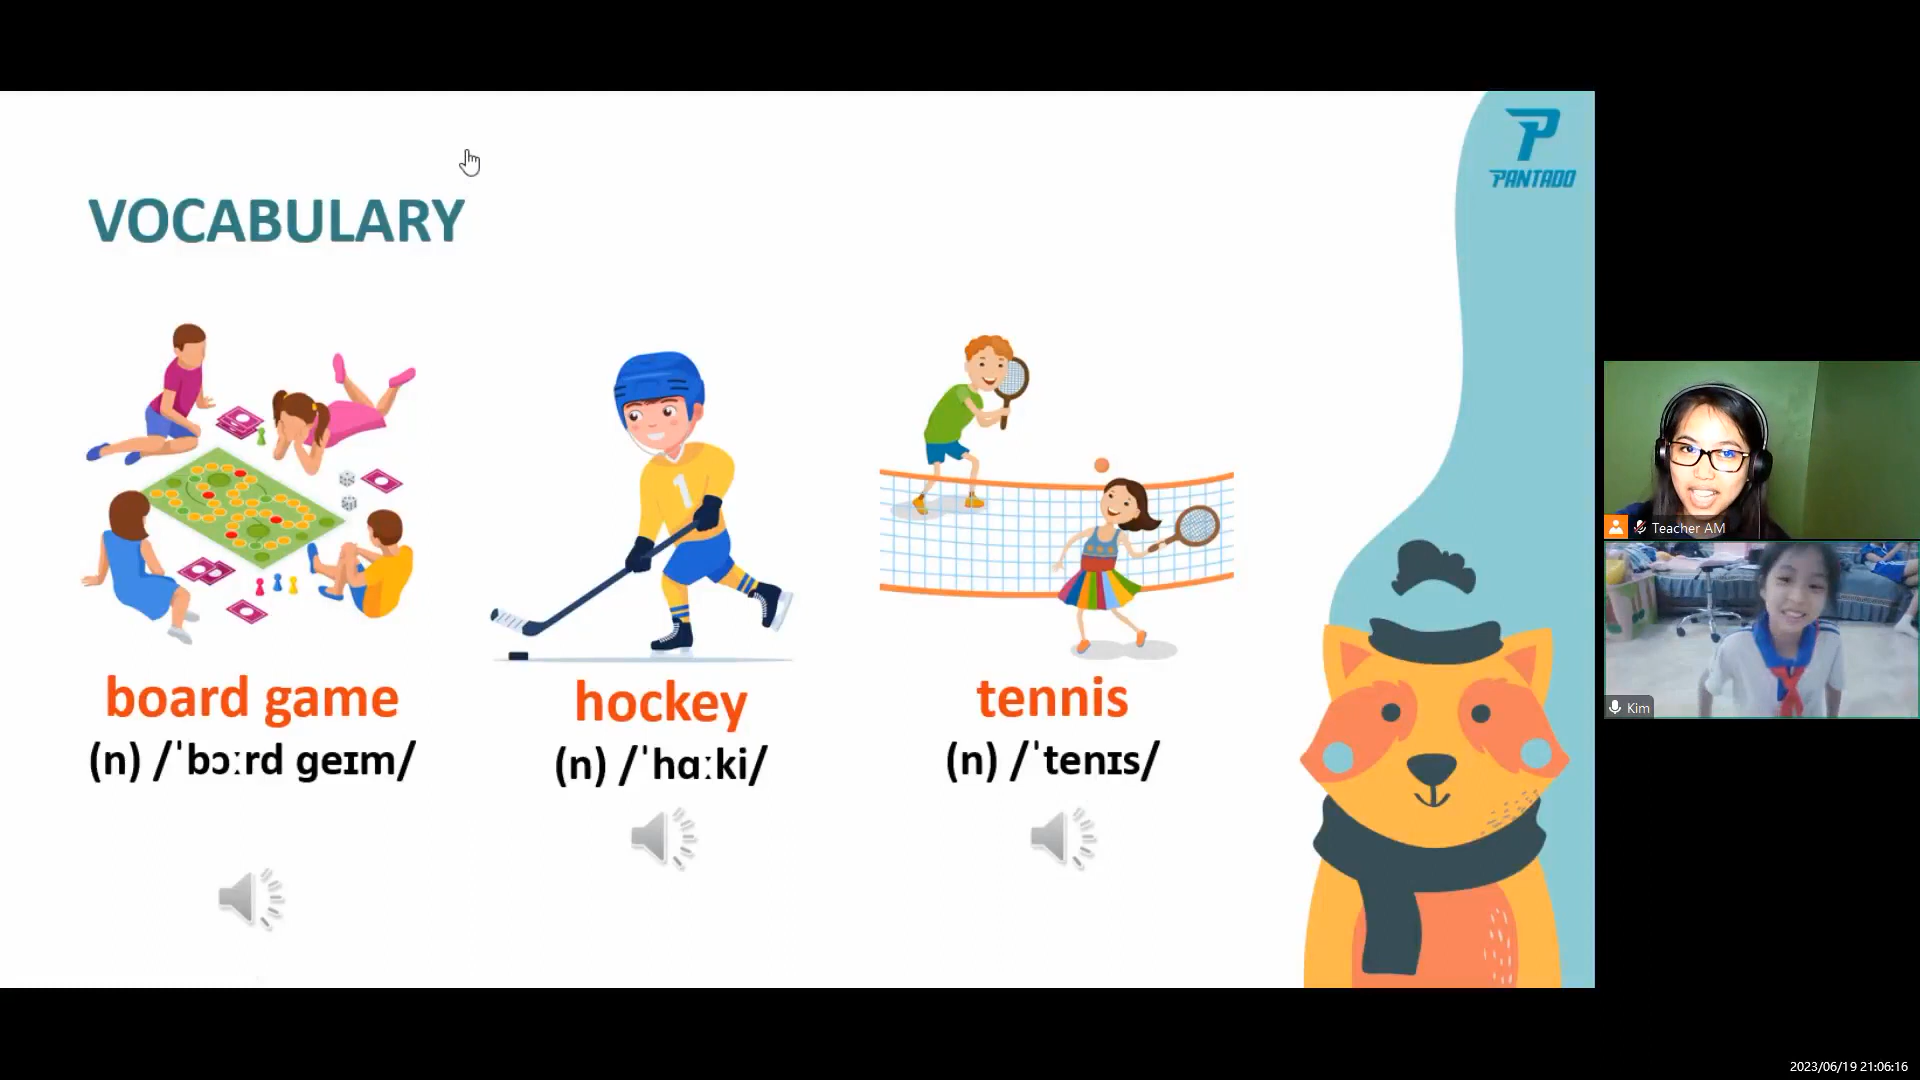 PANTADO
VOCABULARY
board game
(n) /ˈbɔːrd geɪm/
hockey
(n) /ˈhɑːki/
tennis
(n) /ˈtenɪs/
1
Teacher AM
Kim
2023/06/19 21:06:16